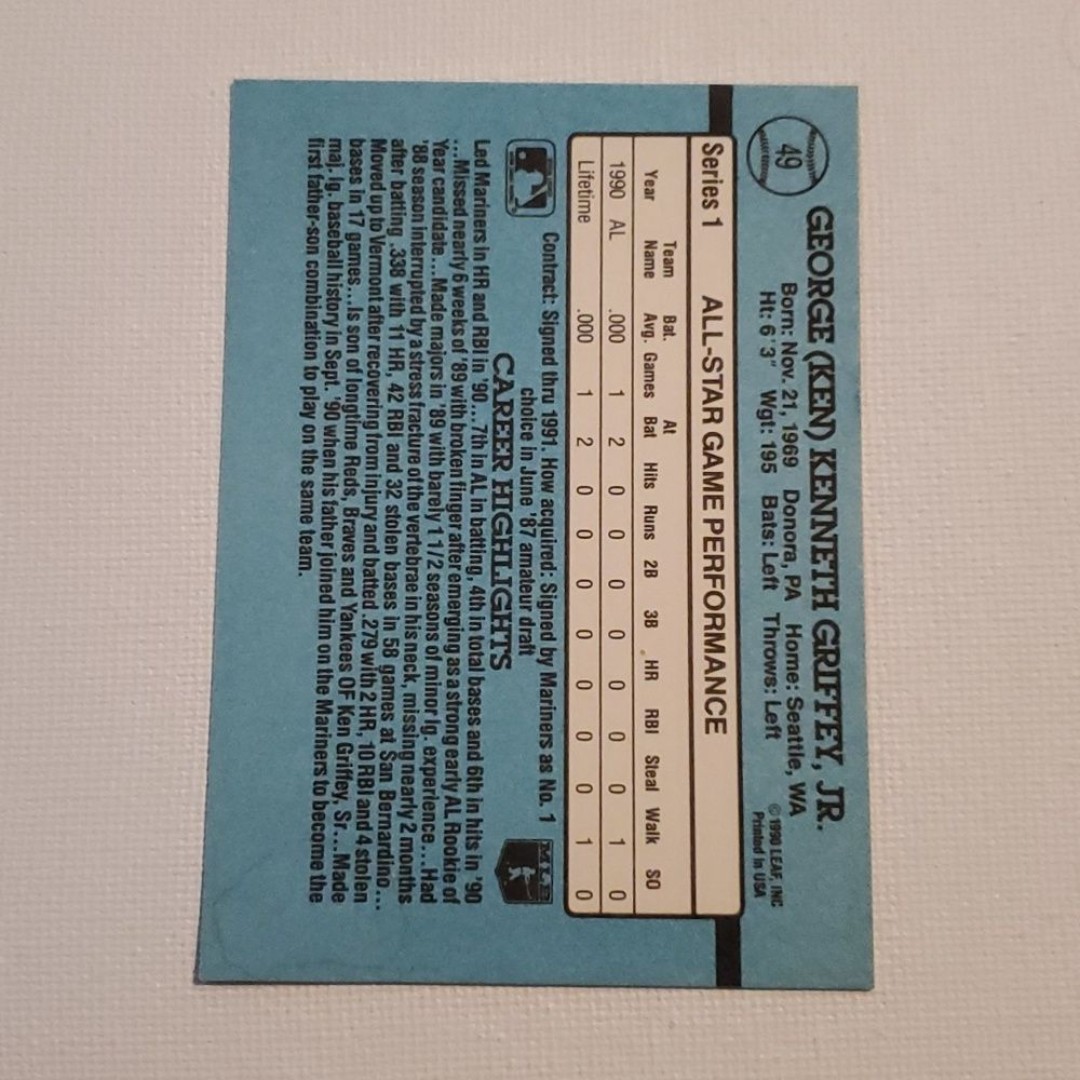 49
GEORGE (KEN) KENNETH GRIFFEY, JR.
Born: Nov. 21, 1969 Donora, PA Home: Seattle, WA
Ht: 6'3" Wgt: 195 Bats: Left Throws: Left
© 1990 LEAF, INC
Printed in USA
Series 1 ALL-STAR GAME PERFORMANCE
Team Bat. At
Year Name Avg. Games Bat Hits Runs 2B 3B HR RBI Steal Walk SO
1990 AL .000 1 2 0 0 0 0 0 0 0 1 0
Lifetime .000 1 2 0 0 0 0 0 0 0 1 0
Contract: Signed thru 1991. How acquired: Signed by Mariners as No. 1
choice in June '87 amateur draft
MLB
CAREER HIGHLIGHTS
Led Mariners in HR and RBI in '90...7th in AL in batting, 4th in total bases and 6th in hits in '90
...Missed nearly 6 weeks of '89 with broken finger after emerging as a strong early AL Rookie of
Year candidate...Made majors in '89 with barely 1 1/2 seasons of minor lg. experience...Had
'88 season interrupted by a stress fracture of the vertebrae in his neck, missing nearly 2 months
after batting .338 with 11 HR, 42 RBI and 32 stolen bases in 58 games at San Bernardino...
Moved up to Vermont after recovering from injury and batted .279 with 2 HR, 10 RBI and 4 stolen
bases in 17 games...Is son of longtime Reds, Braves and Yankees OF Ken Griffey, Sr....Made
maj. lg. baseball history in Sept. '90 when his father joined him on the Mariners to become the
first father-son combination to play on the same team.